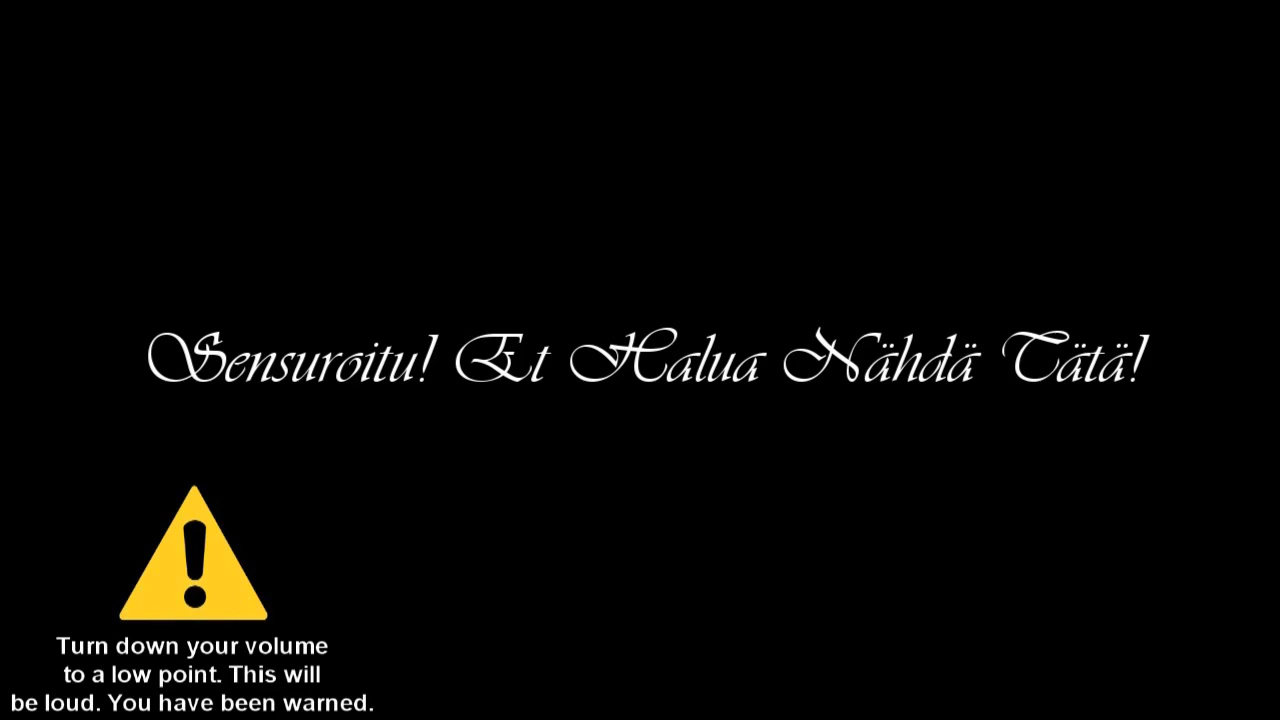 Sensuroitu! Et Halua Nähdä Tätä!
Turn down your volume
to a low point. This will
be loud. You have been warned.